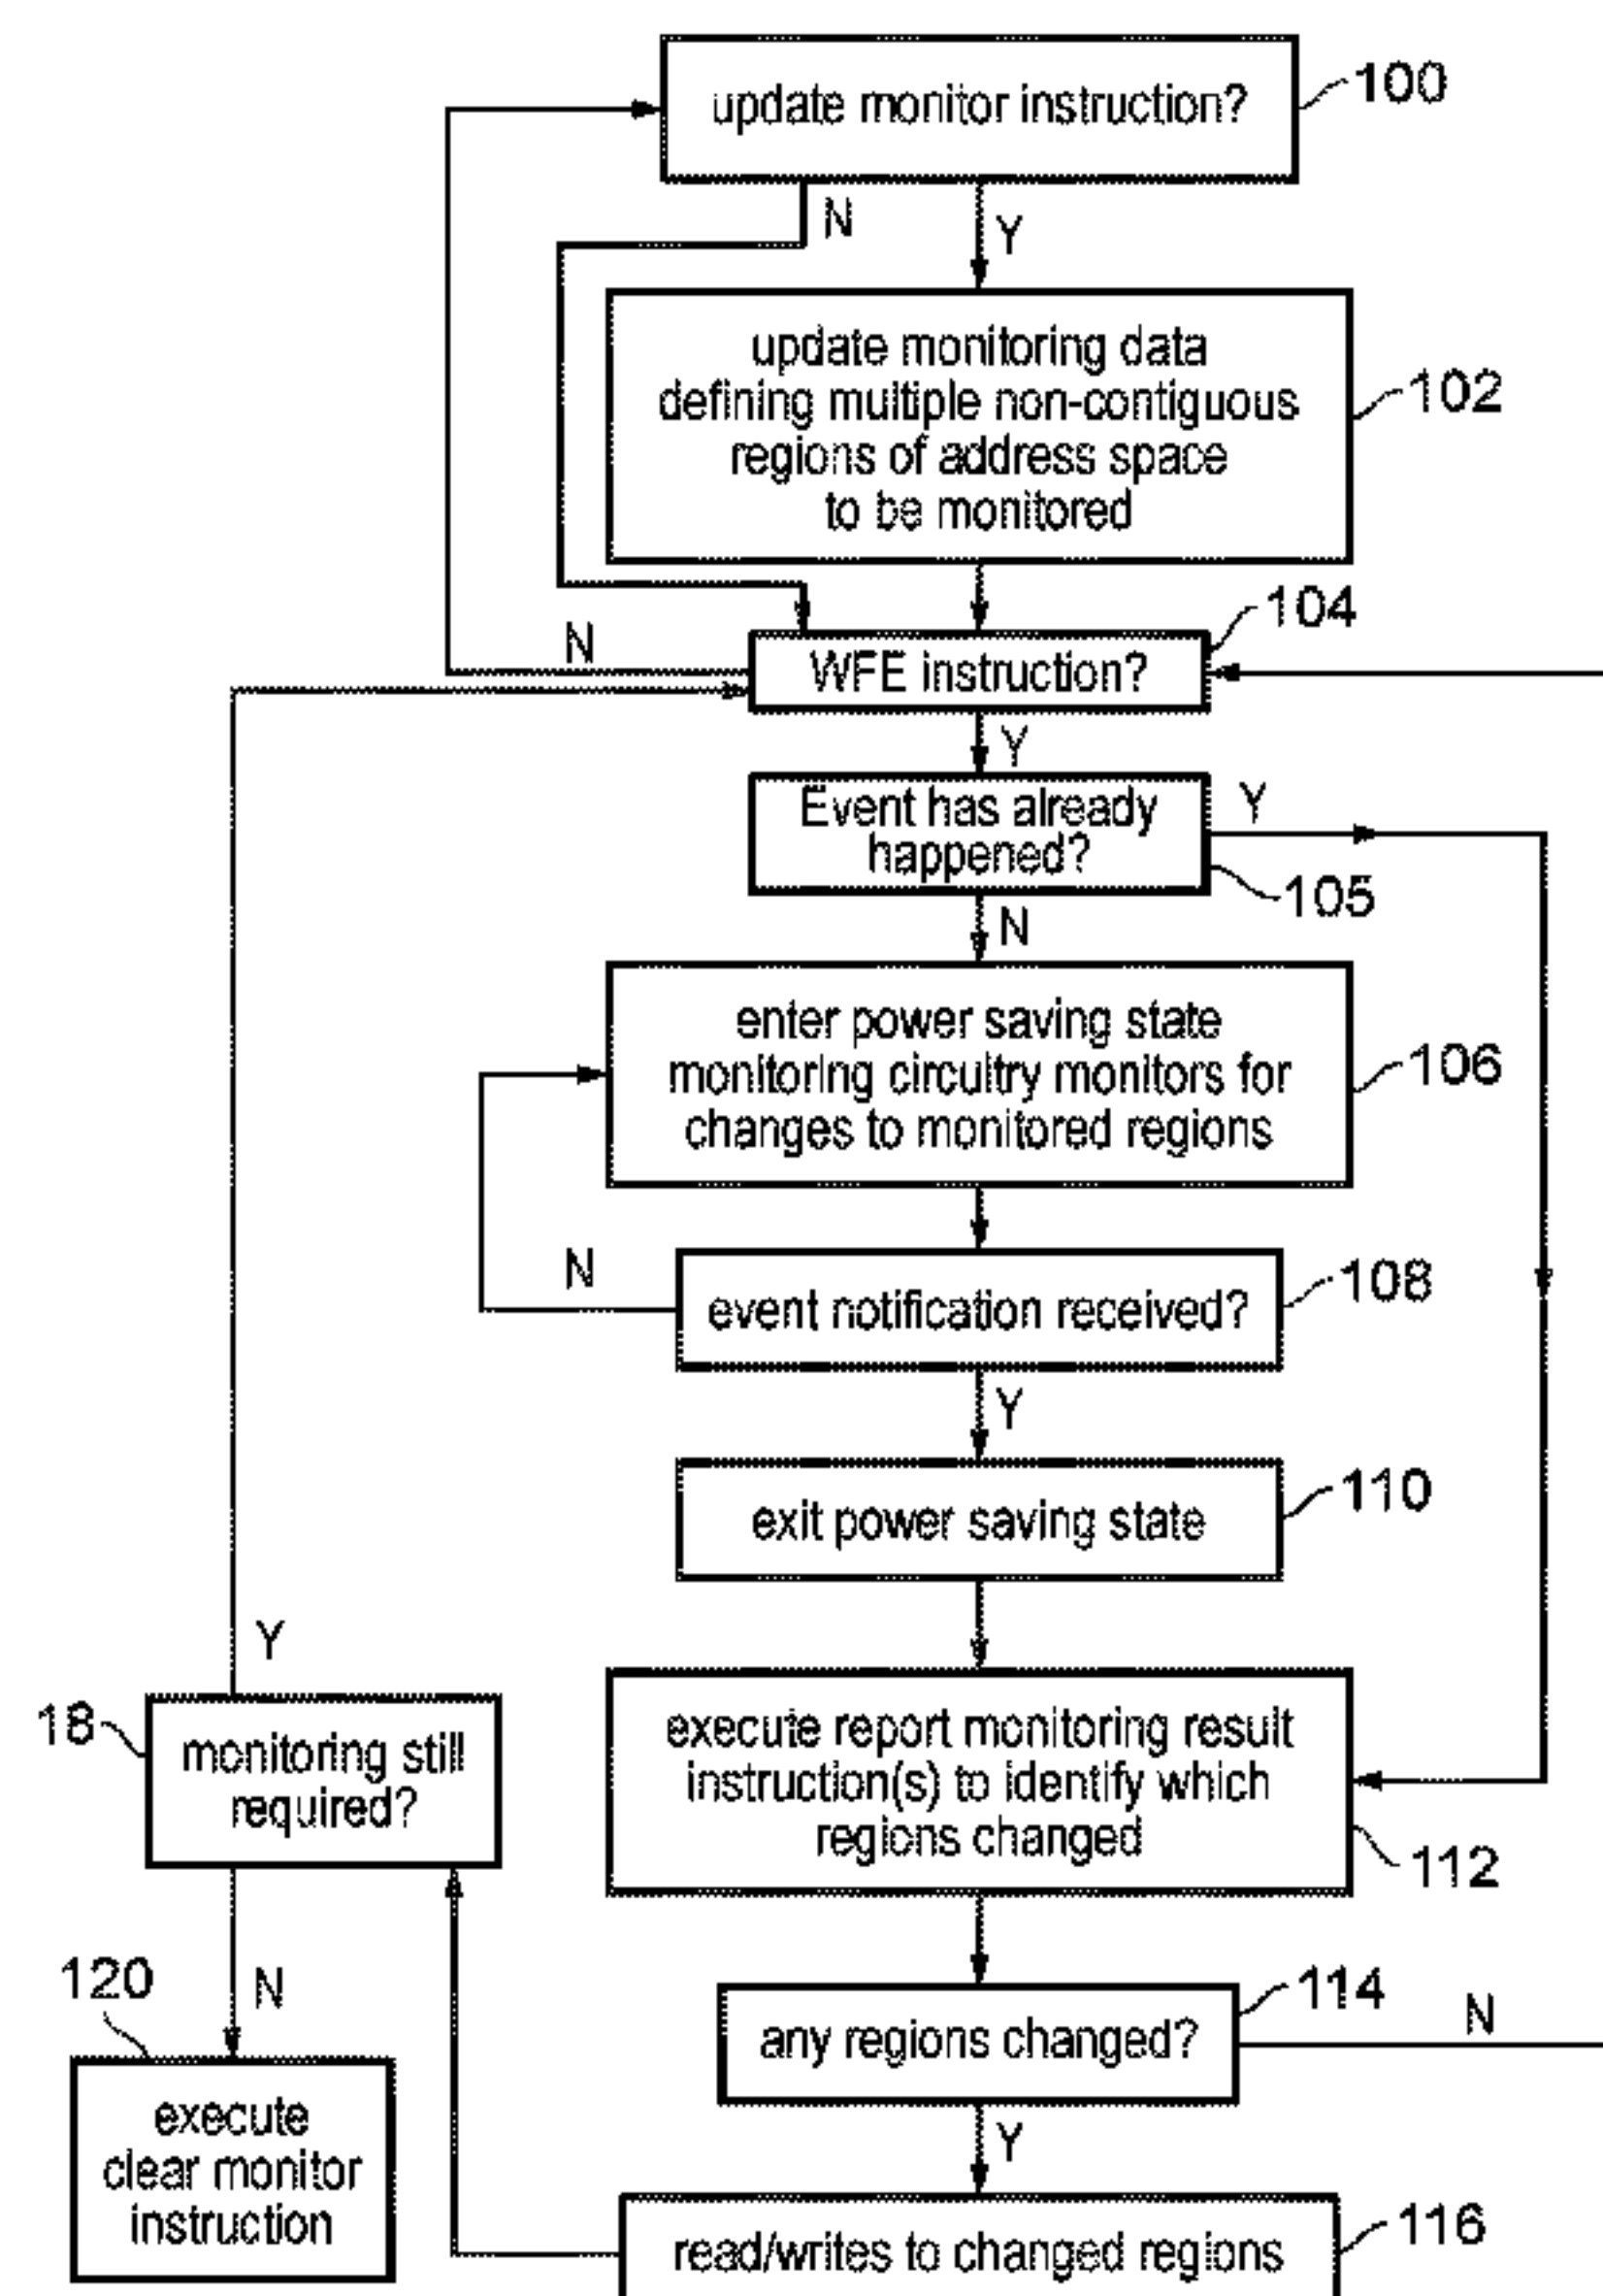 update monitor instruction?
100
N
Y
update monitoring data
defining multiple non-contiguous
regions of address space
to be monitored
102
104
N
WFE instruction?
Y
Event has already
happened?
Y
105
N
enter power saving state
monitoring circuitry monitors for
changes to monitored regions
106
N
event notification received?
108
Y
exit power saving state
110
Y
18
monitoring still
required?
execute report monitoring result
instruction(s) to identify which
regions changed
112
120
N
any regions changed?
114
N
execute
clear monitor
instruction
Y
read/writes to changed regions
116